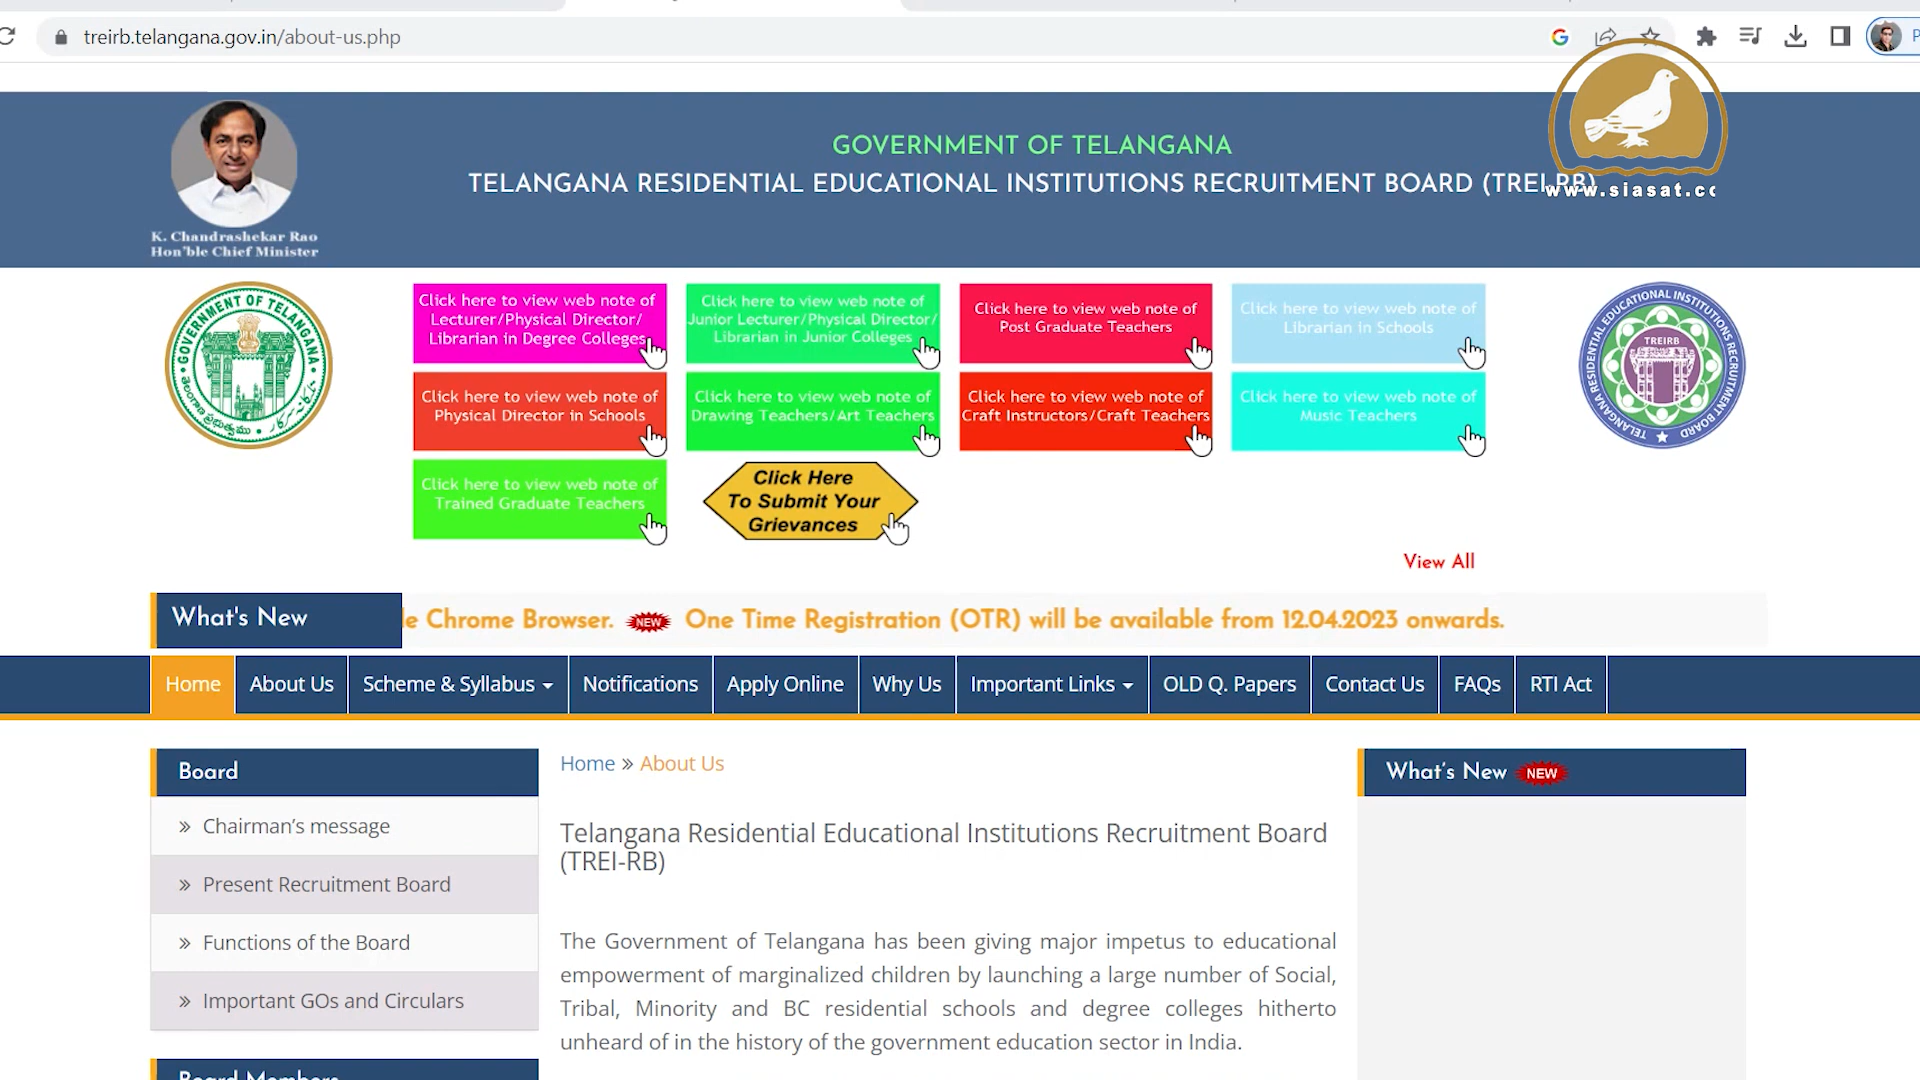 treirb.telangana.gov.in/about-us.php
K. Chandrashekar Rao
Hon'ble Chief Minister
GOVERNMENT OF TELANGANA
TELANGANA RESIDENTIAL EDUCATIONAL INSTITUTIONS RECRUITMENT BOARD (TREI-RB)
www.siasat.co
GOVERNMENT OF TELANGANA
Click here to view web note of
Lecturer/Physical Director/
Librarian in Degree Colleges
Click here to view web note of
Junior Lecturer/Physical Director/
Librarian in Junior Colleges
Click here to view web note of
Post Graduate Teachers
Click here to view web note of
Librarian in Schools
Click here to view web note of
Physical Director in Schools
Click here to view web note of
Drawing Teachers/Art Teachers
Click here to view web note of
Craft Instructors/Craft Teachers
Click here to view web note of
Music Teachers
Click here to view web note of
Trained Graduate Teachers
Click Here
To Submit Your
Grievances
TELANGANA RESIDENTIAL EDUCATIONAL INSTITUTIONS RECRUITMENT BOARD
TREIRB
View All
What's New
le Chrome Browser. NEW One Time Registration (OTR) will be available from 12.04.2023 onwards.
Home About Us Scheme & Syllabus Notifications Apply Online Why Us Important Links OLD Q. Papers Contact Us FAQs RTI Act
Board
» Chairman's message
» Present Recruitment Board
» Functions of the Board
» Important GOs and Circulars
Board Members
Home » About Us
Telangana Residential Educational Institutions Recruitment Board
(TREI-RB)
The Government of Telangana has been giving major impetus to educational
empowerment of marginalized children by launching a large number of Social,
Tribal, Minority and BC residential schools and degree colleges hitherto
unheard of in the history of the government education sector in India.
What's New NEW